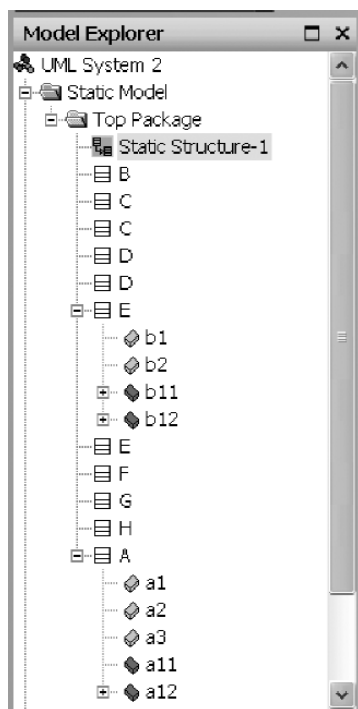 Model Explorer
UML System 2
Static Model
Top Package
Static Structure-1
B
C
C
D
D
E
b1
b2
b11
b12
E
F
G
H
A
a1
a2
a3
a11
a12